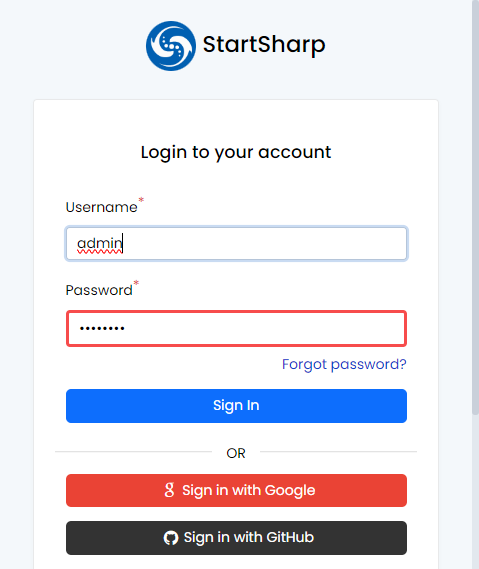 StartSharp
Login to your account
Username*
admin
Password*
••••••••
Forgot password?
Sign In
OR
Sign in with Google
Sign in with GitHub